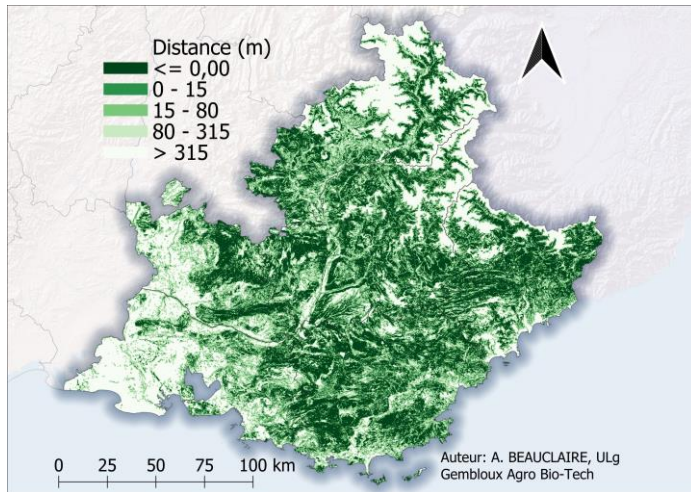 Distance (m)
<= 0,00
0 - 15
15 - 80
80 - 315
> 315
0 25 50 75 100 km
Auteur: A. BEAUCLAIRE, ULg
Gembloux Agro Bio-Tech